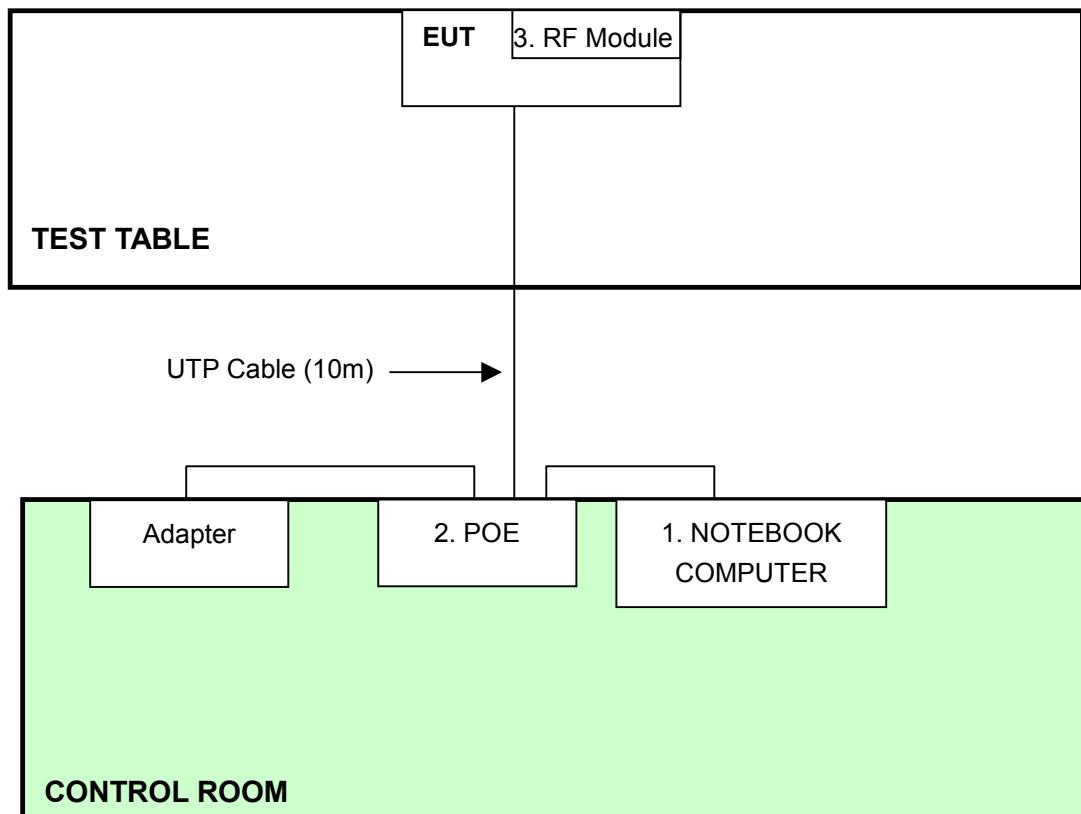 EUT
3. RF Module
TEST TABLE
UTP Cable (10m)
Adapter
2. POE
1. NOTEBOOK
COMPUTER
CONTROL ROOM